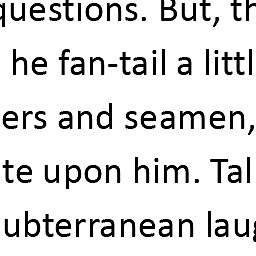 questions. But, th
he fan-tail a littl
ers and seamen,
te upon him. Tal
ubterranean laug